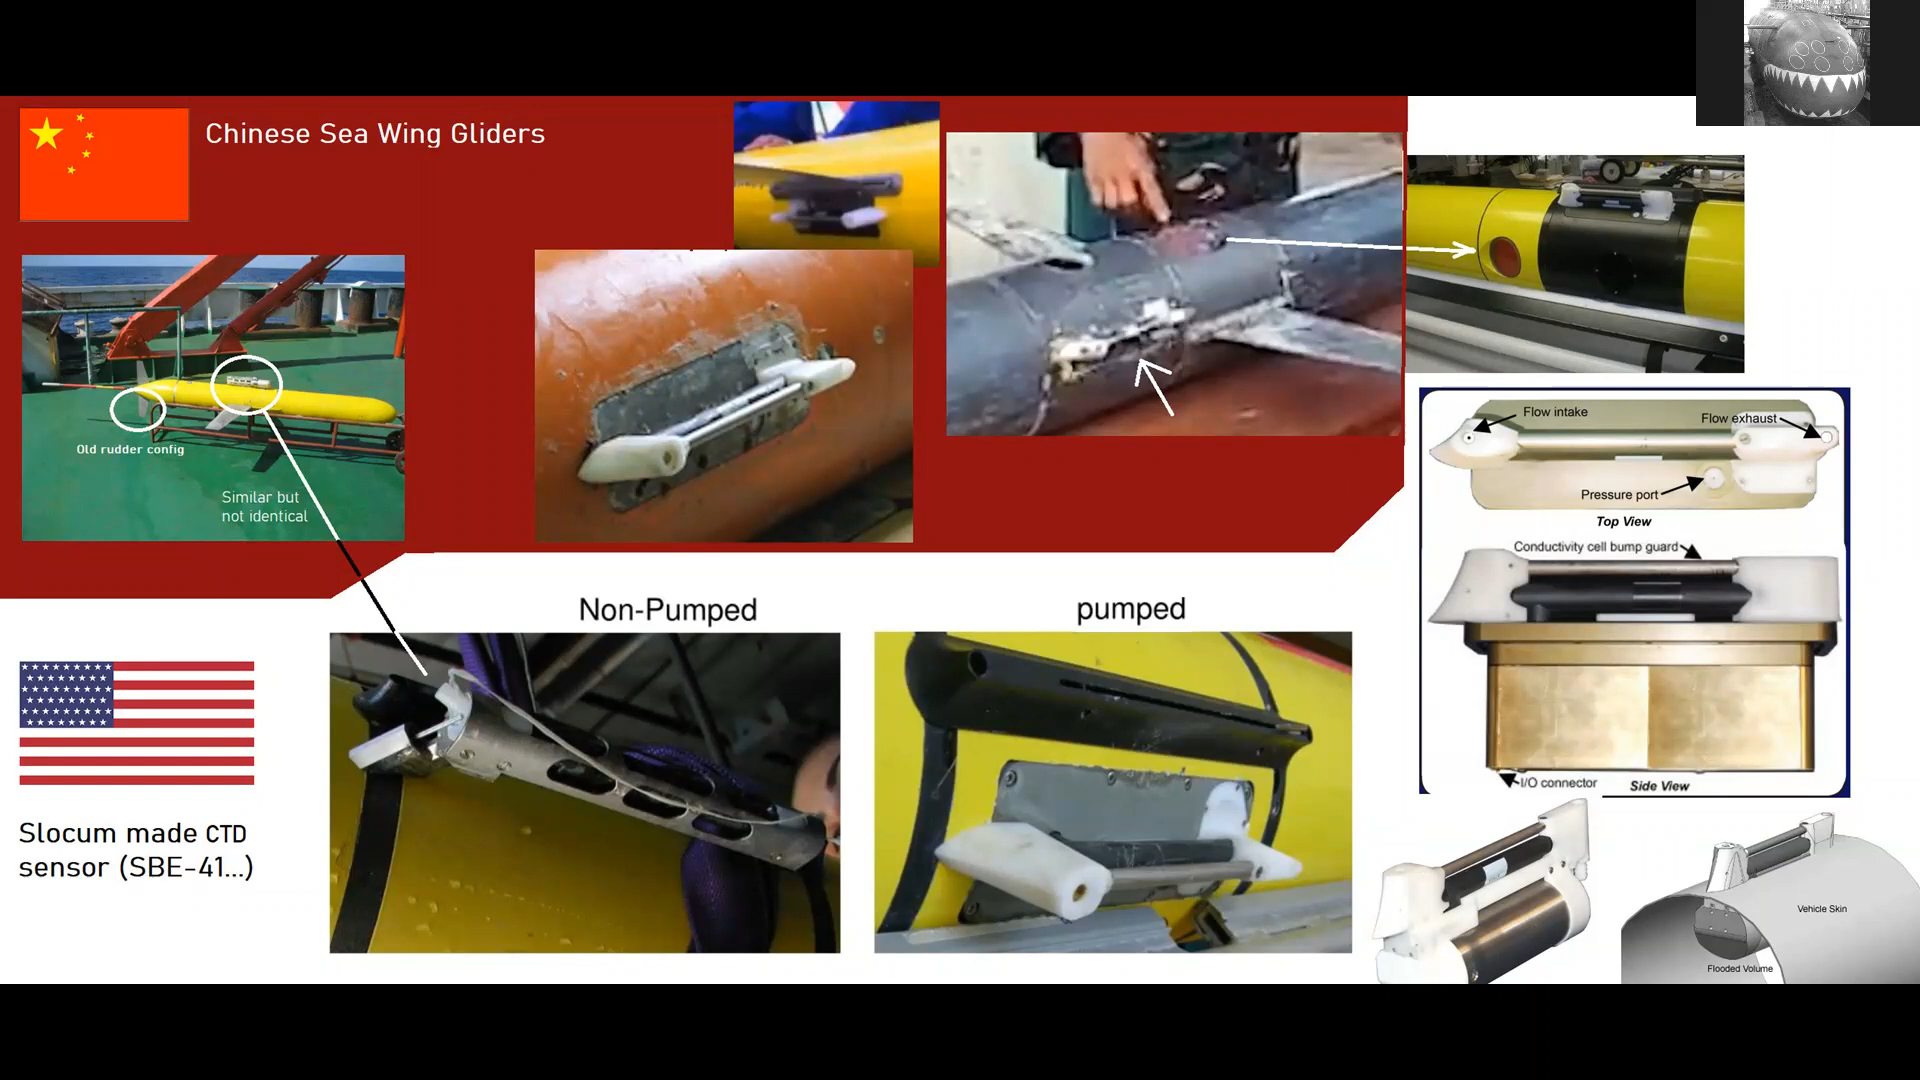 Chinese Sea Wing Gliders
Old rudder config
Similar but
not identical
Non-Pumped
pumped
Slocum made CTD
sensor (SBE-41...)
Flow intake
Flow exhaust
Pressure port
Top View
Conductivity cell bump guard
I/O connector
Side View
Vehicle Skin
Flooded Volume